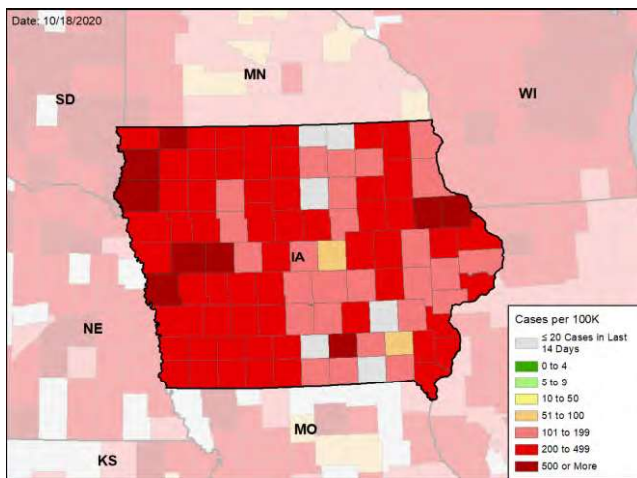 Date: 10/18/2020
MN
SD
WI
IA
NE
MO
KS
Cases per 100K
≤ 20 Cases in Last
14 Days
0 to 4
5 to 9
10 to 50
51 to 100
101 to 199
200 to 499
500 or More